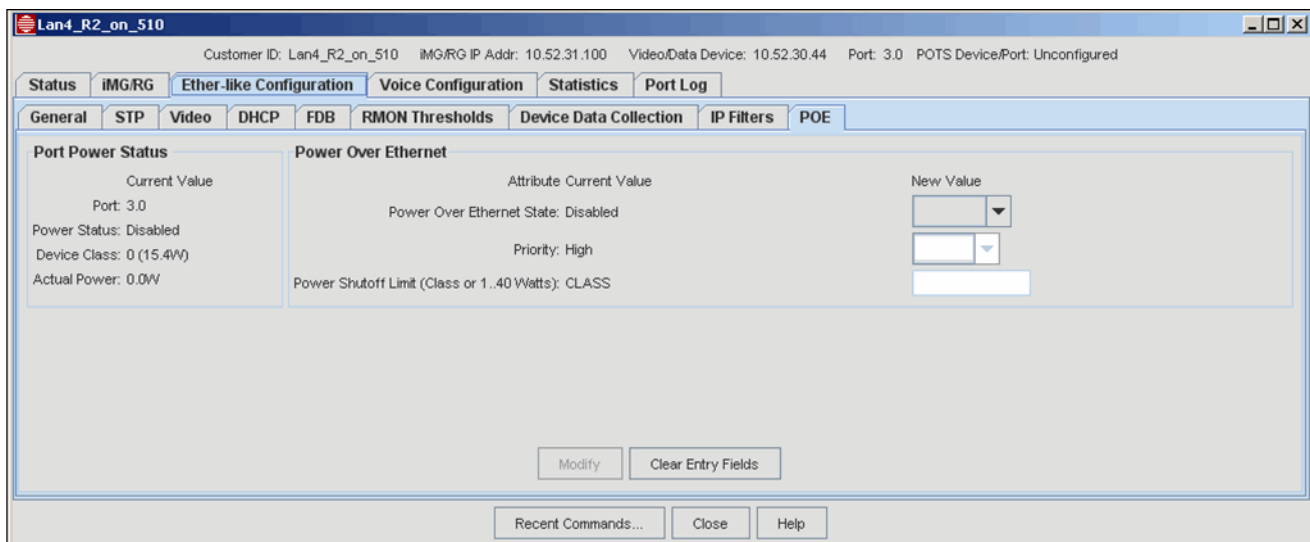 Lan4_R2_on_510
Customer ID: Lan4_R2_on_510 iMG/RG IP Addr: 10.52.31.100 Video/Data Device: 10.52.30.44 Port: 3.0 POTS Device/Port: Unconfigured
Status iMG/RG Ether-like Configuration Voice Configuration Statistics Port Log
General STP Video DHCP FDB RMON Thresholds Device Data Collection IP Filters POE
Port Power Status
Current Value
Port: 3.0
Power Status: Disabled
Device Class: 0 (15.4W)
Actual Power: 0.0W
Power Over Ethernet
Attribute Current Value New Value
Power Over Ethernet State: Disabled
Priority: High
Power Shutoff Limit (Class or 1..40 Watts): CLASS
Modify Clear Entry Fields
Recent Commands... Close Help